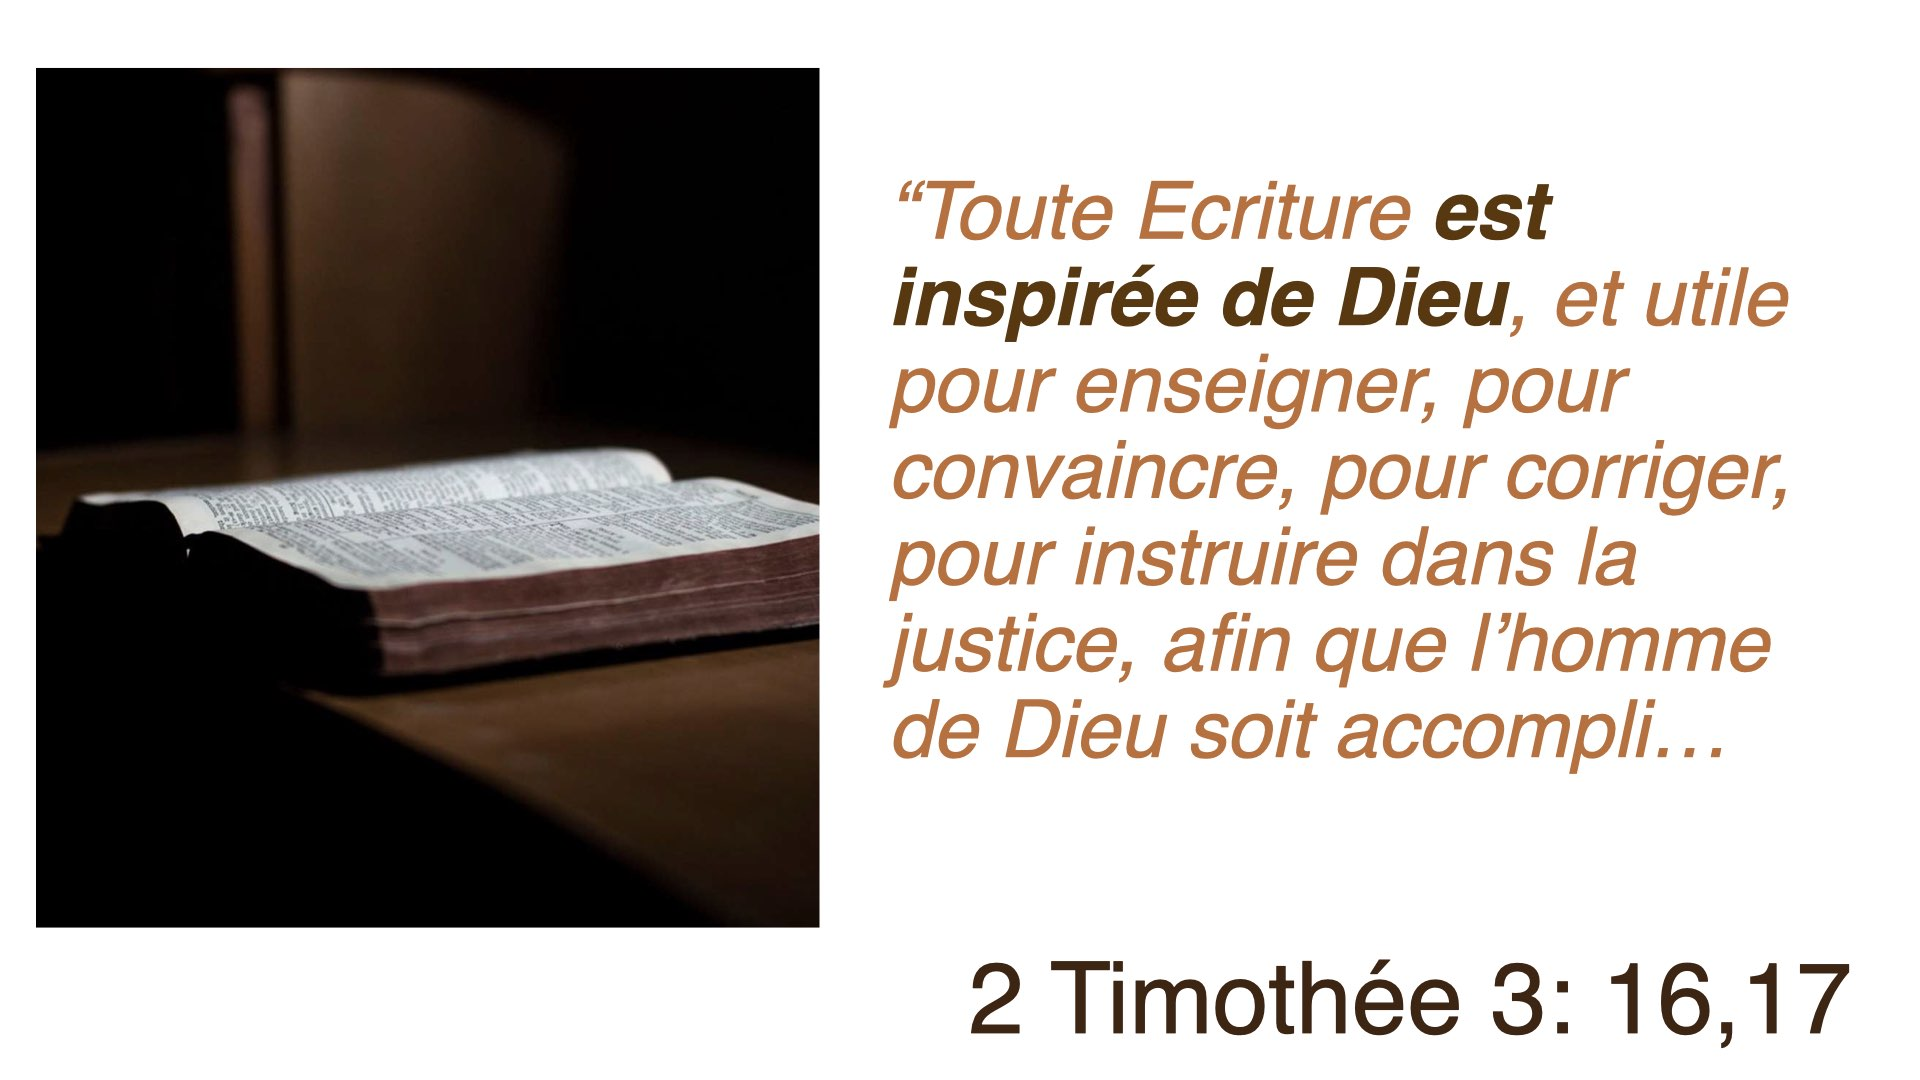 “Toute Ecriture est
inspirée de Dieu, et utile
pour enseigner, pour
convaincre, pour corriger,
pour instruire dans la
justice, afin que l’homme
de Dieu soit accompli…
2 Timothée 3: 16,17